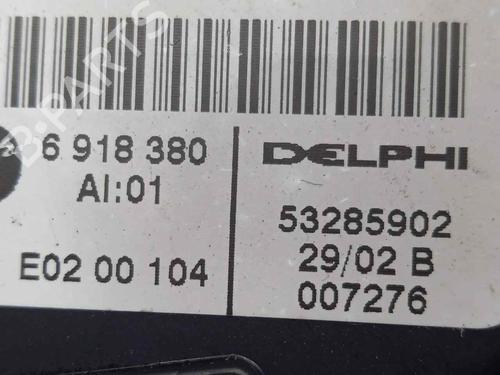 6 918 380
AI:01
E02 00 104
DELPHI
53285902
29/02 B
007276
B-PARTS